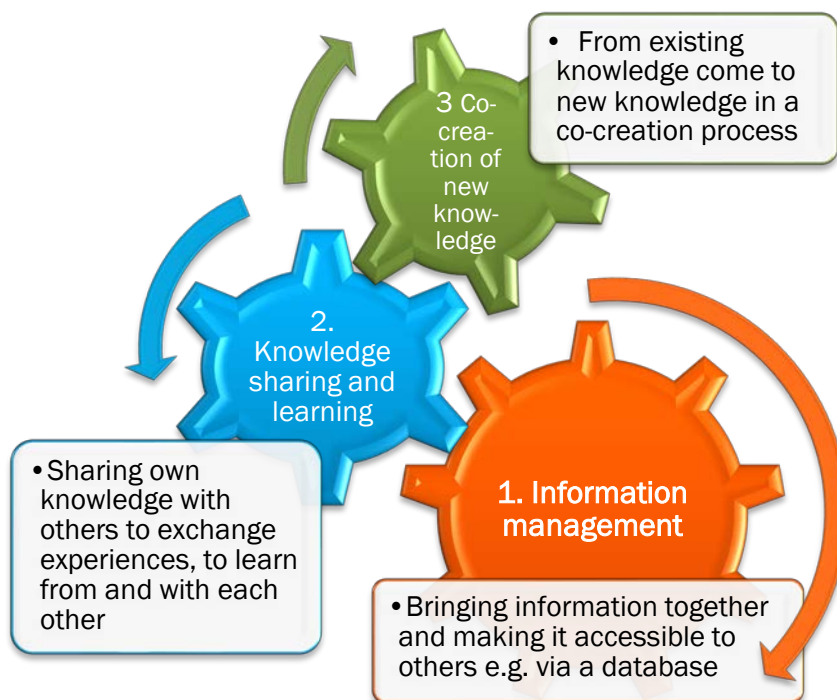 3 Co-
crea-
tion of
new
know-
ledge
• From existing
knowledge come to
new knowledge in a
co-creation process
2.
Knowledge
sharing and
learning
•Sharing own
knowledge with
others to exchange
experiences, to learn
from and with each
other
1. Information
management
•Bringing information together
and making it accessible to
others e.g. via a database